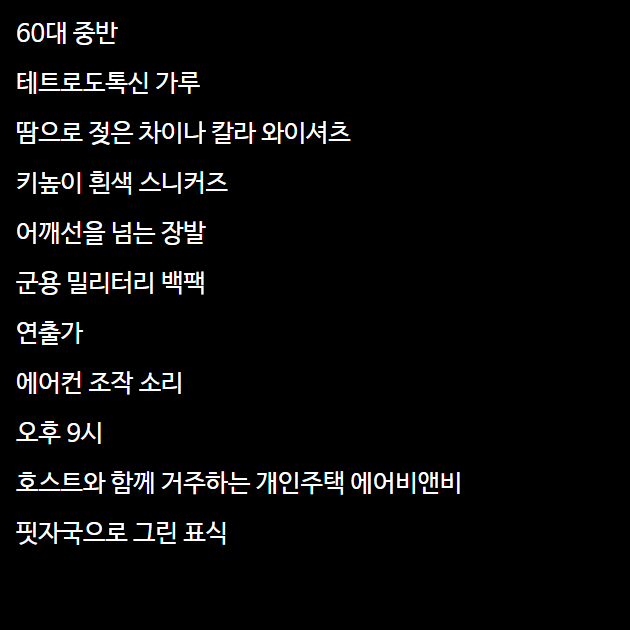 60대 중반
테트로도톡신 가루
땀으로 젖은 차이나 칼라 와이셔츠
키높이 흰색 스니커즈
어깨선을 넘는 장발
군용 밀리터리 백팩
연출가
에어컨 조작 소리
오후 9시
호스트와 함께 거주하는 개인주택 에어비앤비
핏자국으로 그린 표식